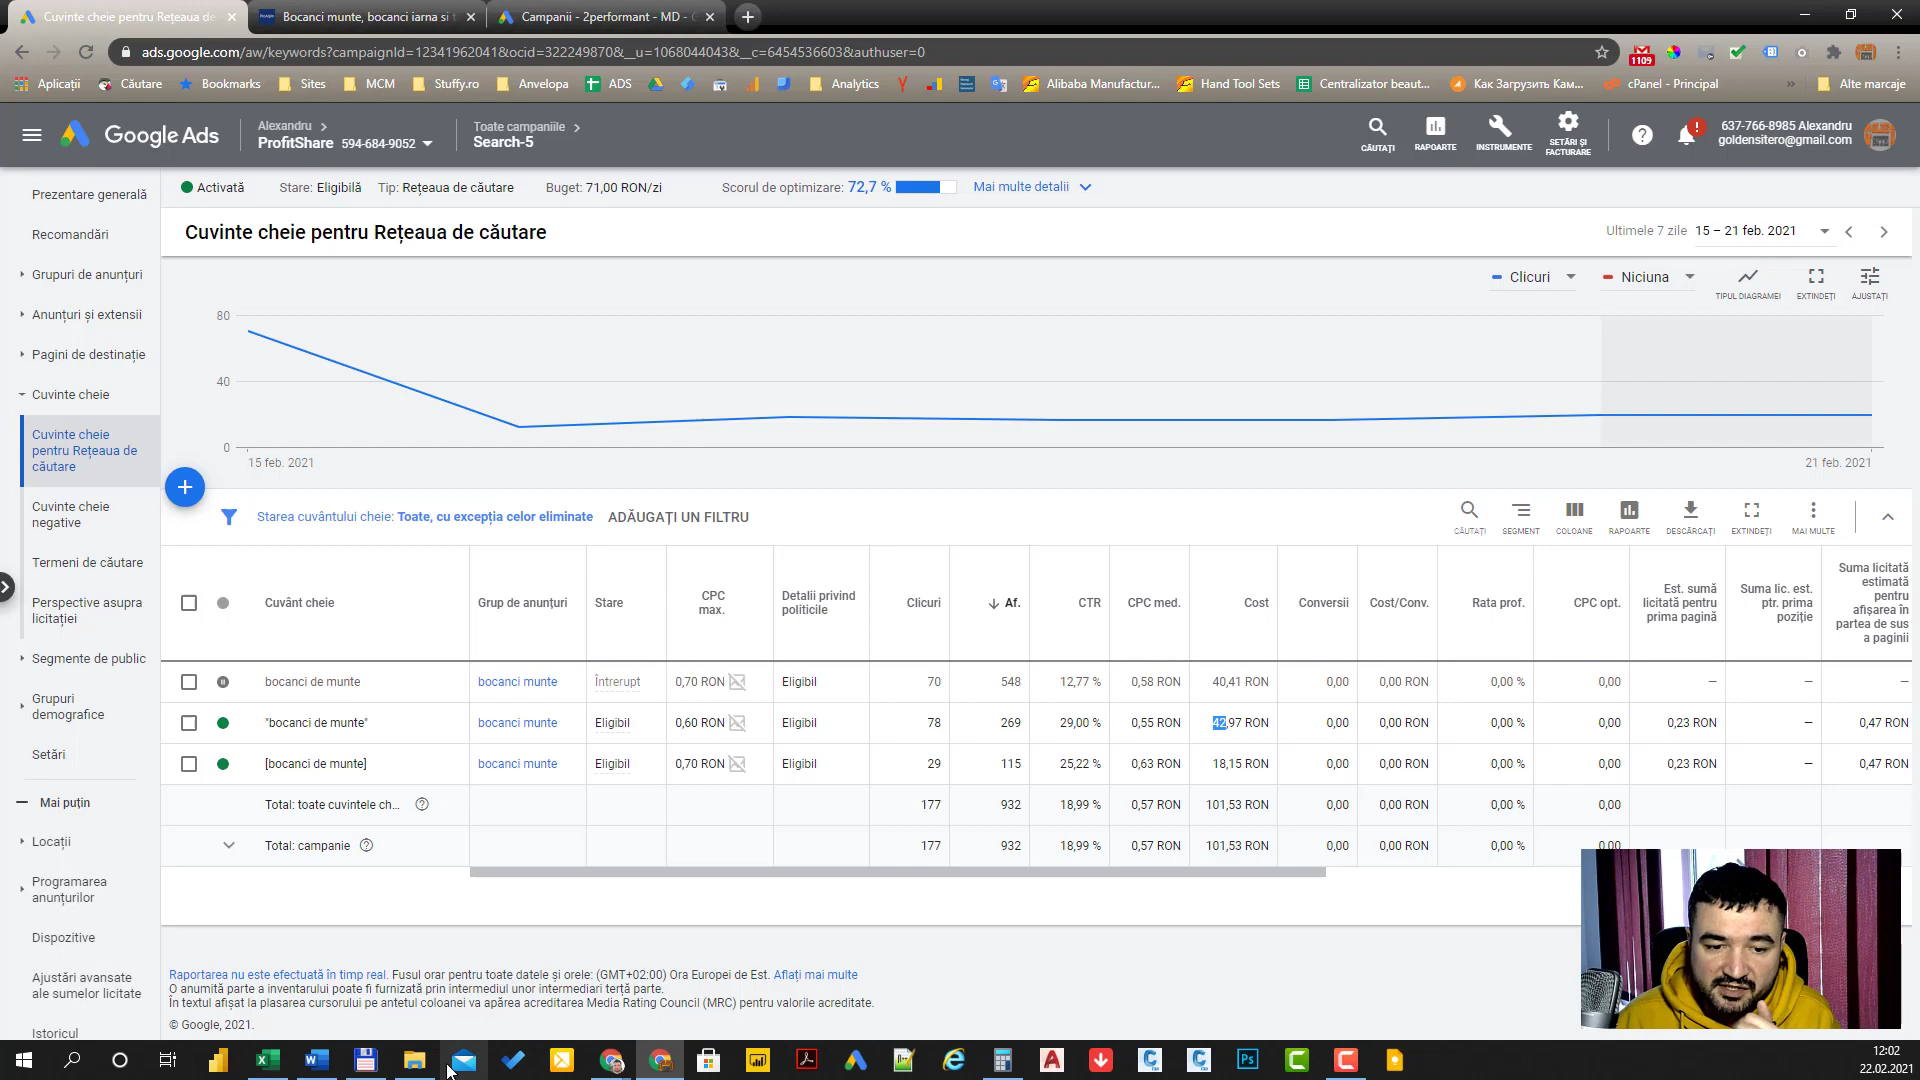 Cuvinte cheie pentru Rețeaua de
Bocanci munte, bocanci iarna si t
Campanii - 2performant - MD -
ads.google.com/aw/keywords?campaignId=12341962041&ocid=322249870&__u=1068044043&__c=6454536603&authuser=0
1109
Aplicații
Căutare
Bookmarks
Sites
MCM
Stuffy.ro
Anvelopa
ADS
Analytics
Alibaba Manufactur...
Hand Tool Sets
Centralizator beaut...
Как Загрузить Кам...
cPanel - Principal
Alte marcaje
Google Ads
Alexandru
ProfitShare 594-684-9052
Toate campaniile
Search-5
CĂUTAȚI
RAPOARTE
INSTRUMENTE
SETĂRI ȘI
FACTURARE
637-766-8985 Alexandru
goldensitero@gmail.com
Activată
Stare: Eligibilă
Tip: Rețeaua de căutare
Buget: 71,00 RON/zi
Scorul de optimizare: 72,7 %
Mai multe detalii
Prezentare generală
Recomandări
Grupuri de anunțuri
Anunțuri și extensii
Pagini de destinație
Cuvinte cheie
Cuvinte cheie
pentru Rețeaua de
căutare
Cuvinte cheie
negative
Termeni de căutare
Perspective asupra
licitației
Segmente de public
Grupuri
demografice
Setări
Mai puțin
Locații
Programarea
anunțurilor
Dispozitive
Ajustări avansate
ale sumelor licitate
Istoricul
Cuvinte cheie pentru Rețeaua de căutare
Ultimele 7 zile 15 – 21 feb. 2021
Clicuri
Niciuna
TIPUL DIAGRAMEI
EXTINDEȚI
AJUSTAȚI
80
40
0
15 feb. 2021
21 feb. 2021
Starea cuvântului cheie: Toate, cu excepția celor eliminate
ADĂUGAȚI UN FILTRU
CĂUTAȚI
SEGMENT
COLOANE
RAPOARTE
DESCĂRCAȚI
EXTINDEȚI
MAI MULTE
Cuvânt cheie
Grup de anunțuri
Stare
CPC
max.
Detalii privind
politicile
Clicuri
Af.
CTR
CPC med.
Cost
Conversii
Cost/Conv.
Rata prof.
CPC opt.
Est. sumă
licitată pentru
prima pagină
Suma lic. est.
ptr. prima
poziție
Suma licitată
estimată
pentru
afișarea în
partea de sus
a paginii
bocanci de munte bocanci munte Întrerupt 0,70 RON Eligibil 70 548 12,77 % 0,58 RON 40,41 RON 0,00 0,00 RON 0,00 % 0,00 — — —
"bocanci de munte" bocanci munte Eligibil 0,60 RON Eligibil 78 269 29,00 % 0,55 RON 42,97 RON 0,00 0,00 RON 0,00 % 0,00 0,23 RON — 0,47 RON
[bocanci de munte] bocanci munte Eligibil 0,70 RON Eligibil 29 115 25,22 % 0,63 RON 18,15 RON 0,00 0,00 RON 0,00 % 0,00 0,23 RON — 0,47 RON
Total: toate cuvintele ch... 177 932 18,99 % 0,57 RON 101,53 RON 0,00 0,00 RON 0,00 % 0,00
Total: campanie 177 932 18,99 % 0,57 RON 101,53 RON 0,00 0,00 RON 0,00 % 0,00
Raportarea nu este efectuată în timp real. Fusul orar pentru toate datele și orele: (GMT+02:00) Ora Europei de Est. Aflați mai multe
O anumită parte a inventarului poate fi furnizată prin intermediul unor intermediari terță parte.
În textul afișat la plasarea cursorului pe antetul coloanei va apărea acreditarea Media Rating Council (MRC) pentru valorile acreditate.
© Google, 2021.
12:02
22.02.2021